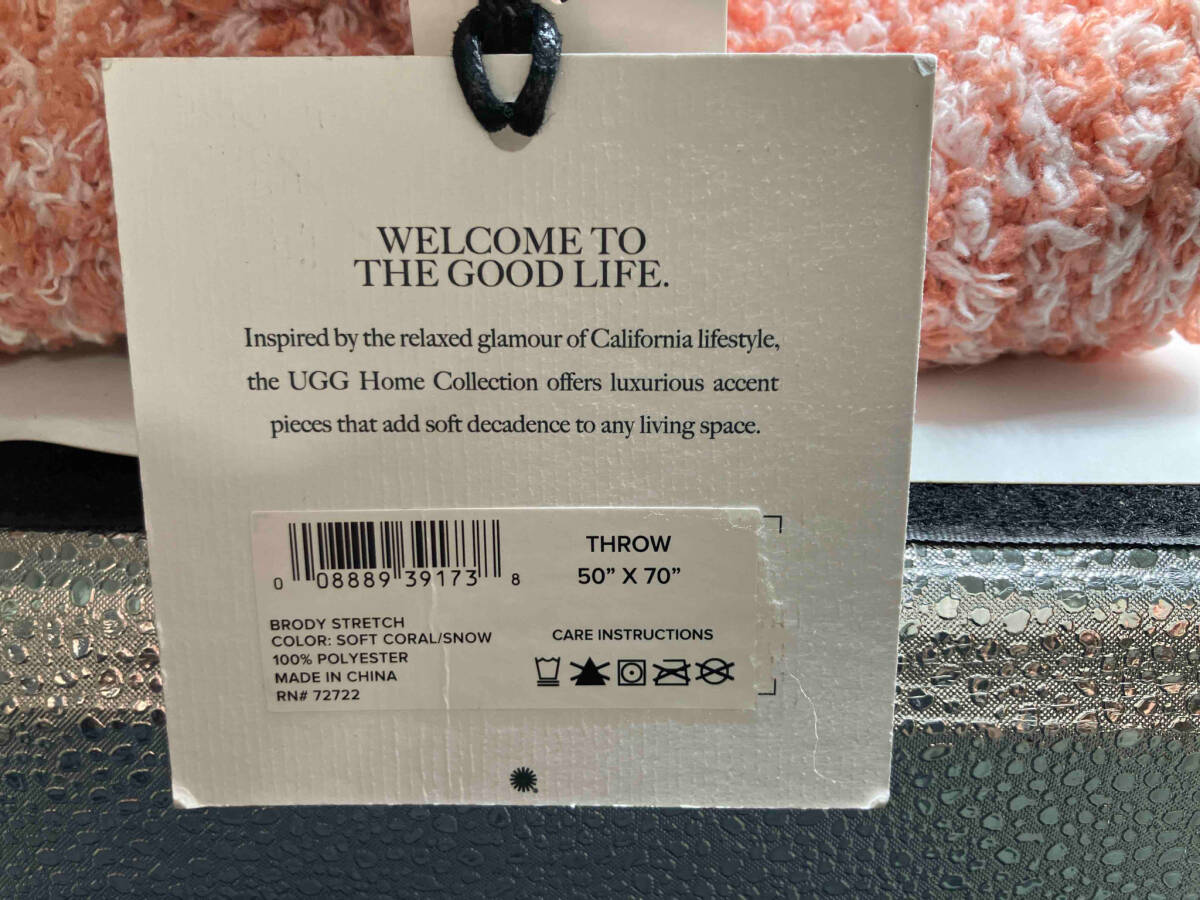 WELCOME TO
THE GOOD LIFE.
Inspired by the relaxed glamour of California lifestyle,
the UGG Home Collection offers luxurious accent
pieces that add soft decadence to any living space.
0 08889 39173 8
BRODY STRETCH
COLOR: SOFT CORAL/SNOW
100% POLYESTER
MADE IN CHINA
RN# 72722
THROW
50” X 70”
CARE INSTRUCTIONS